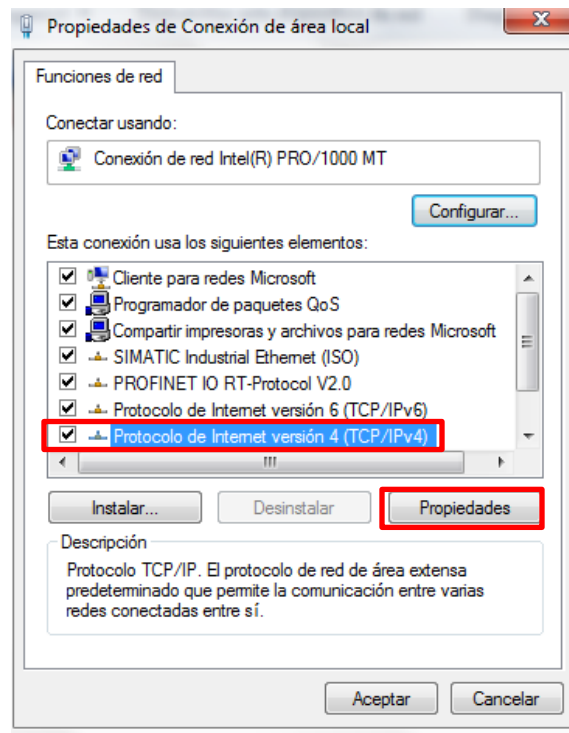 Propiedades de Conexión de área local
Funciones de red
Conectar usando:
Conexión de red Intel(R) PRO/1000 MT
Configurar...
Esta conexión usa los siguientes elementos:
Cliente para redes Microsoft
Programador de paquetes QoS
Compartir impresoras y archivos para redes Microsoft
SIMATIC Industrial Ethernet (ISO)
PROFINET IO RT-Protocol V2.0
Protocolo de Internet versión 6 (TCP/IPv6)
Protocolo de Internet versión 4 (TCP/IPv4)
Instalar... Desinstalar Propiedades
Descripción
Protocolo TCP/IP. El protocolo de red de área extensa
predeterminado que permite la comunicación entre varias
redes conectadas entre sí.
Aceptar Cancelar